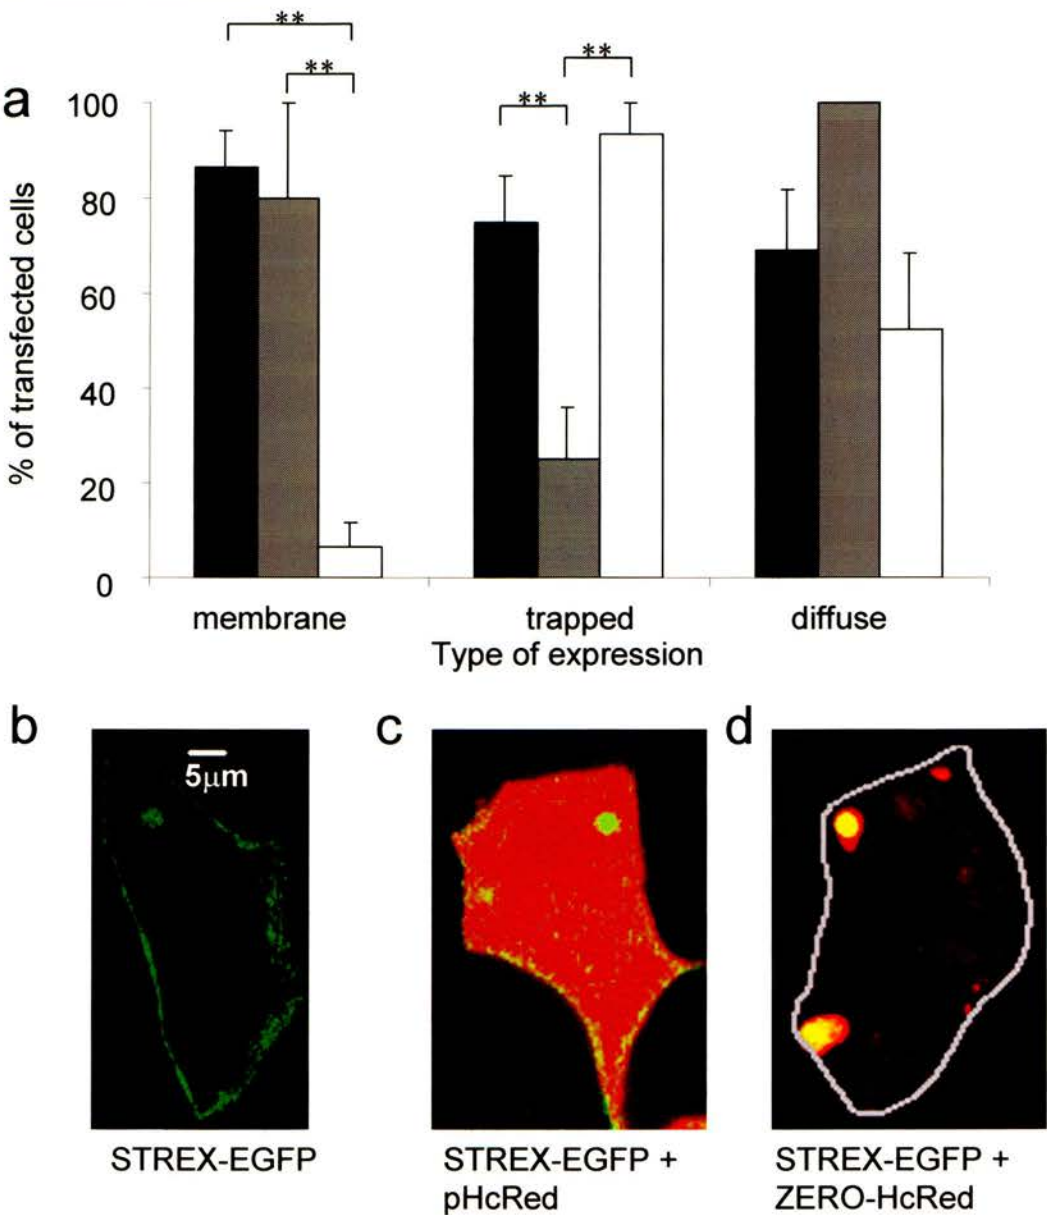 a
% of transfected cells
100
80
60
40
20
0
**
**
**
**
membrane
trapped
diffuse
Type of expression
b
5μm
STREX-EGFP
c
STREX-EGFP +
pHcRed
d
STREX-EGFP +
ZERO-HcRed